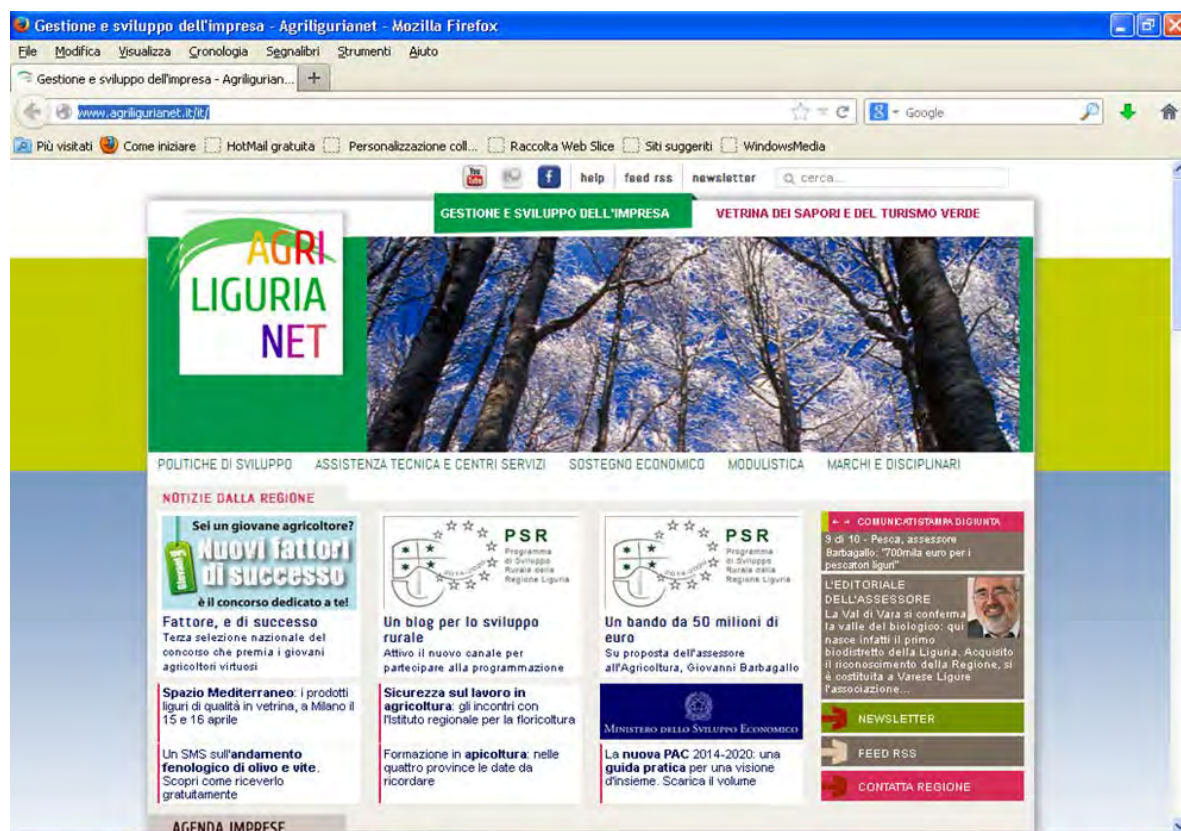 Gestione e sviluppo dell'impresa - Agriligurianet - Mozilla Firefox
File Modifica Visualizza Cronologia Segnalibri Strumenti Aiuto
Gestione e sviluppo dell'impresa - Agriligurian... +
www.agriligurianet.it/it/
Google
Più visitati Come iniziare HotMail gratuita Personalizzazione coll... Raccolta Web Slice Siti suggeriti WindowsMedia
You Tube f help feed rss newsletter cerca...
GESTIONE E SVILUPPO DELL'IMPRESA VETRINA DEI SAPORI E DEL TURISMO VERDE
AGRI
LIGURIA
NET
POLITICHE DI SVILUPPO ASSISTENZA TECNICA E CENTRI SERVIZI SOSTEGNO ECONOMICO MODULISTICA MARCHI E DISCIPLINARI
NOTIZIE DALLA REGIONE
Sei un giovane agricoltore?
Nuovi fattori
di successo
è il concorso dedicato a te!
Fattore, e di successo
Terza selezione nazionale del
concorso che premia i giovani
agricoltori virtuosi
PSR
Programma
di Sviluppo
Rurale della
Regione Liguria
2014-2020
Un blog per lo sviluppo
rurale
Attivo il nuovo canale per
partecipare alla programmazione
PSR
Programma
di Sviluppo
Rurale della
Regione Liguria
2014-2020
Un bando da 50 milioni di
euro
Su proposta dell'assessore
all'Agricoltura, Giovanni Barbagallo
COMUNICATI STAMPA DI GIUNTA
9 di 10 - Pesca, assessore
Barbagallo: "700mila euro per i
pescatori liguri"
L'EDITORIALE
DELL'ASSESSORE
La Val di Vara si conferma
la valle del biologico: qui
nasce infatti il primo
biodistretto della Liguria. Acquisito
il riconoscimento della Regione, si
è costituita a Varese Ligure
l'associazione...
Spazio Mediterraneo: i prodotti
liguri di qualità in vetrina, a Milano il
15 e 16 aprile
Sicurezza sul lavoro in
agricoltura: gli incontri con
l'Istituto regionale per la floricoltura
MINISTERO DELLO SVILUPPO ECONOMICO
NEWSLETTER
Un SMS sull'andamento
fenologico di olivo e vite.
Scopri come riceverlo
gratuitamente
Formazione in apicoltura: nelle
quattro province le date da
ricordare
La nuova PAC 2014-2020: una
guida pratica per una visione
d'insieme. Scarica il volume
FEED RSS
CONTATTA REGIONE
AGENDA IMPRESE